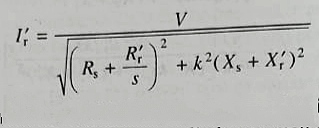 I′ᵣ = V / √((Rₛ + R′ᵣ/s)² + k²(Xₛ + X′ᵣ)²)